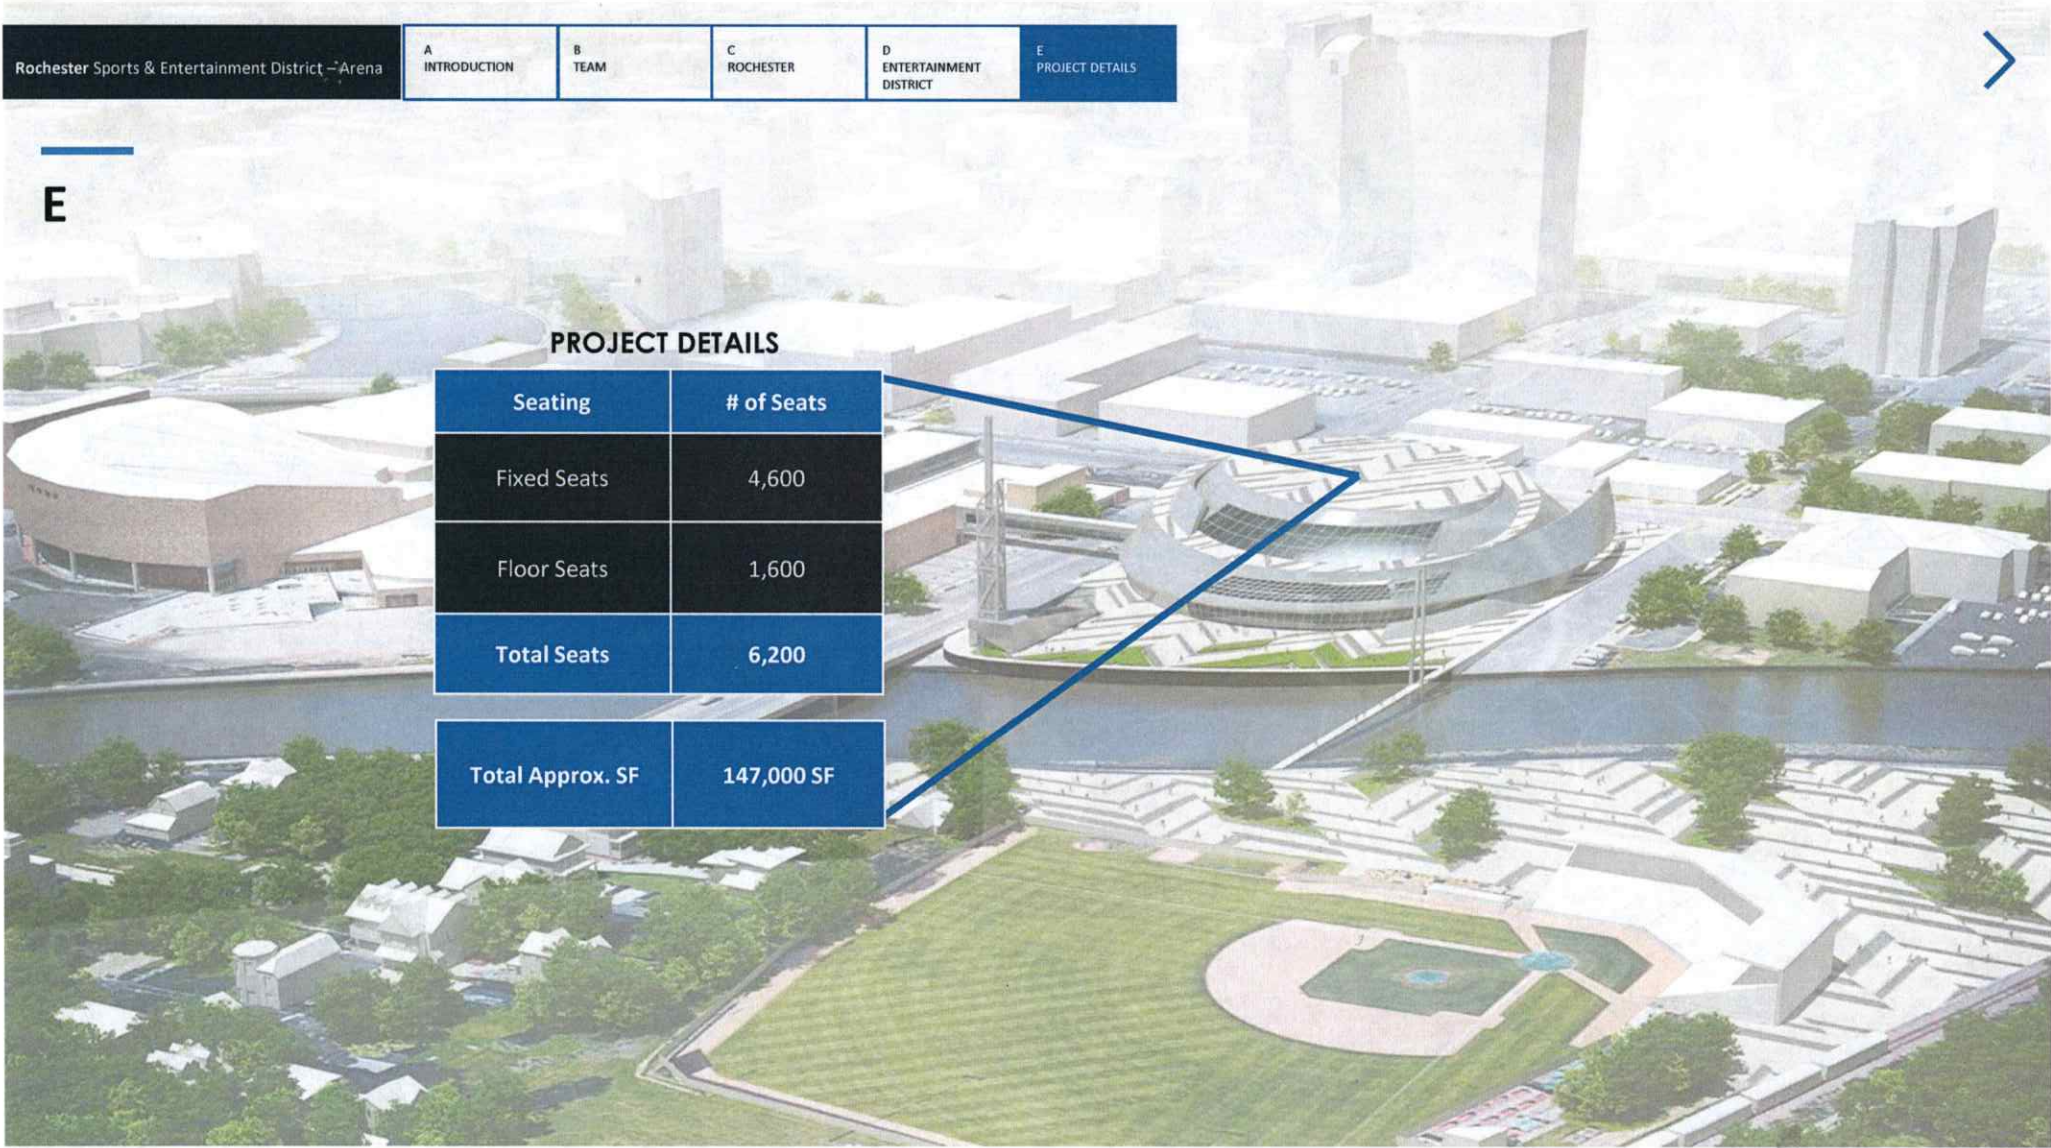 Rochester Sports & Entertainment District – Arena
A
INTRODUCTION
B
TEAM
C
ROCHESTER
D
ENTERTAINMENT
DISTRICT
E
PROJECT DETAILS
E
PROJECT DETAILS
Seating # of Seats
Fixed Seats 4,600
Floor Seats 1,600
Total Seats 6,200
Total Approx. SF 147,000 SF